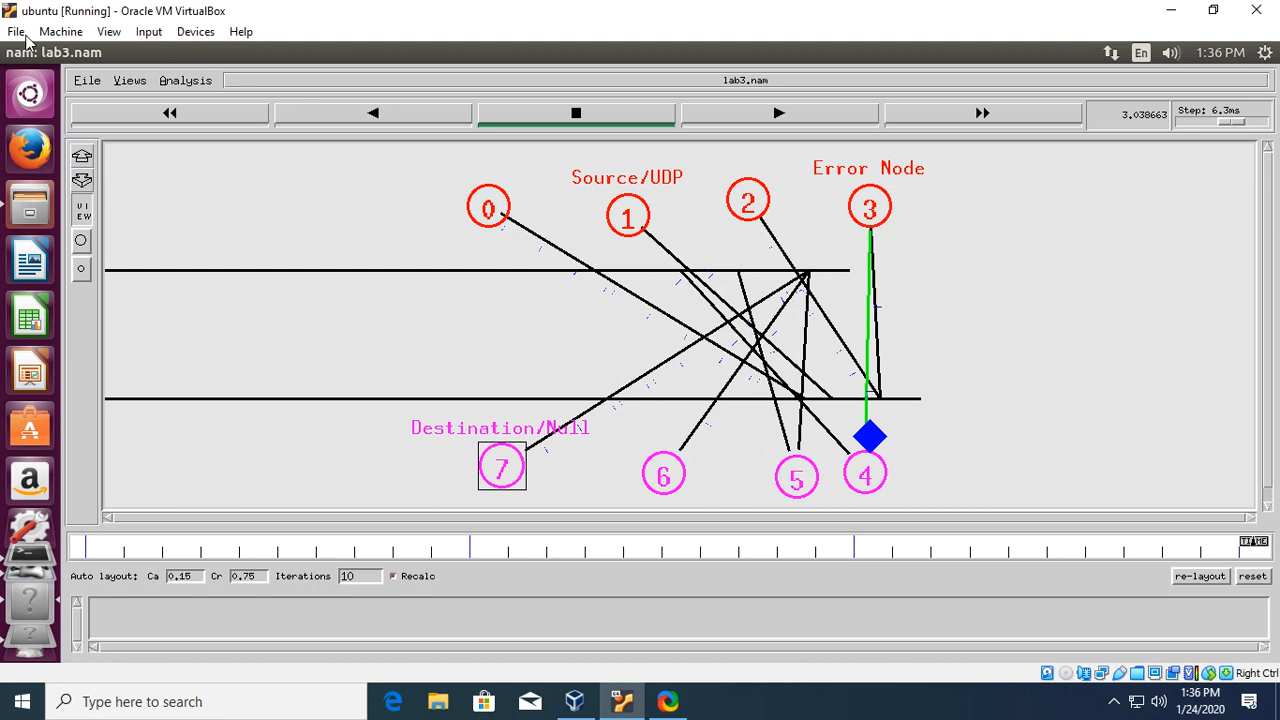 ubuntu [Running] - Oracle VM VirtualBox
File Machine View Input Devices Help
nam: lab3.nam
En 1:36 PM
File Views Analysis lab3.nam
3.038663 Step: 6.3ms
VI
EW
Error Node
Source/UDP
0 1 2 3
Destination/Null
7 6 5 4
TIME
Auto layout: Ca 0.15 Cr 0.75 Iterations 10 Recalc re-layout reset
Right Ctrl
Type here to search
1:36 PM
1/24/2020